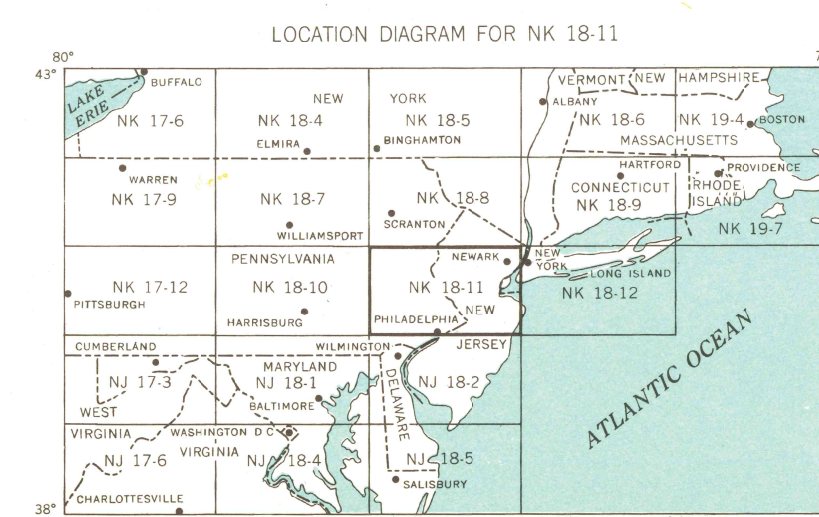 LOCATION DIAGRAM FOR NK 18-11
80°
7
43°
BUFFALO
VERMONT NEW HAMPSHIRE
LAKE ERIE
NEW YORK
ALBANY
NK 17-6
NK 18-4
NK 18-5
NK 18-6
NK 19-4
BOSTON
MASSACHUSETTS
ELMIRA
BINGHAMTON
HARTFORD
PROVIDENCE
WARREN
CONNECTICUT
RHODE ISLAND
NK 17-9
NK 18-7
NK 18-8
NK 18-9
SCRANTON
NK 19-7
WILLIAMSPORT
PENNSYLVANIA
NEWARK
NEW YORK
LONG ISLAND
NK 17-12
NK 18-10
NK 18-11
NK 18-12
PITTSBURGH
NEW
HARRISBURG
PHILADELPHIA
CUMBERLAND
WILMINGTON
JERSEY
MARYLAND
NJ 17-3
NJ 18-1
DELAWARE
NJ 18-2
ATLANTIC OCEAN
WEST
BALTIMORE
VIRGINIA
WASHINGTON D C
VIRGINIA
NJ 17-6
NJ 18-4
NJ 18-5
SALISBURY
CHARLOTTESVILLE
38°